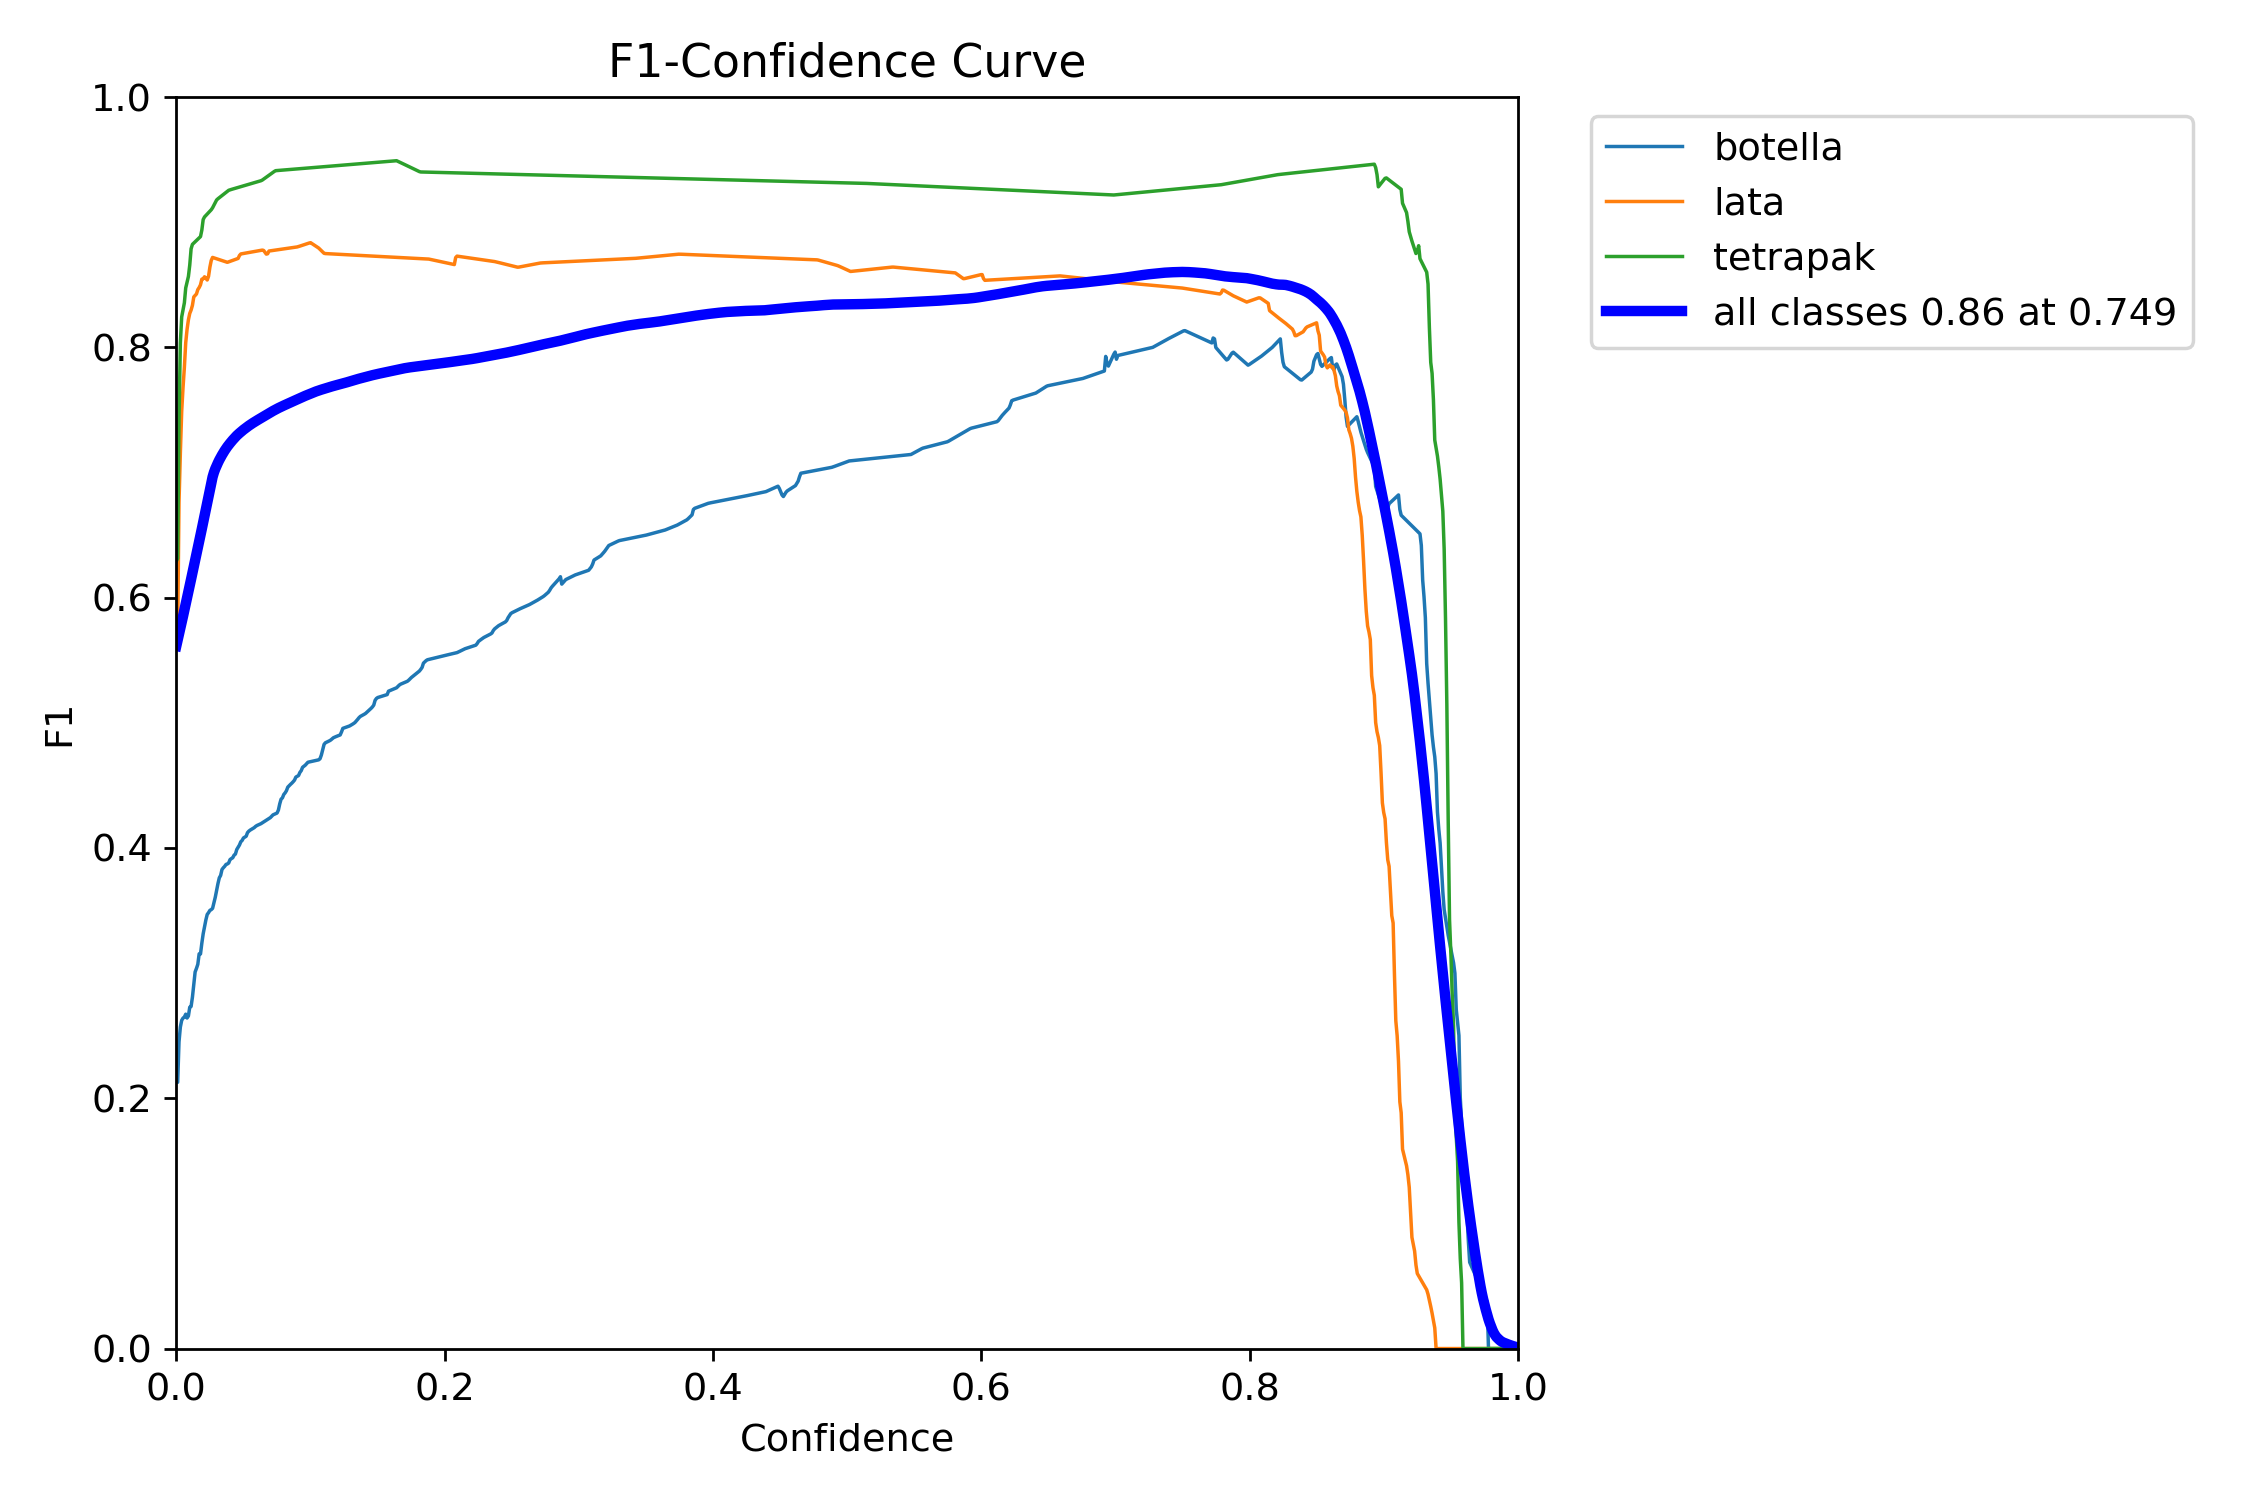 F1-Confidence Curve
1.0
0.8
0.6
0.4
0.2
0.0
F1
0.0 0.2 0.4 0.6 0.8 1.0
Confidence
botella
lata
tetrapak
all classes 0.86 at 0.749